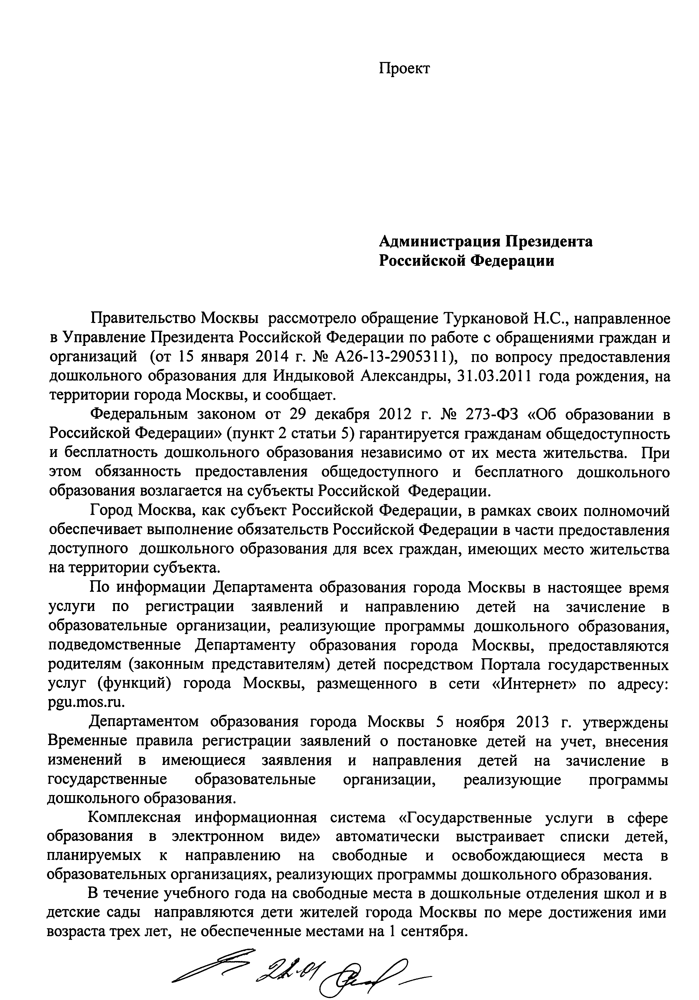 Проект
Администрация Президента
Российской Федерации
Правительство Москвы рассмотрело обращение Туркановой Н.С., направленное
в Управление Президента Российской Федерации по работе с обращениями граждан и
организаций (от 15 января 2014 г. № А26-13-2905311), по вопросу предоставления
дошкольного образования для Индыковой Александры, 31.03.2011 года рождения, на
территории города Москвы, и сообщает.
Федеральным законом от 29 декабря 2012 г. № 273-ФЗ «Об образовании в
Российской Федерации» (пункт 2 статьи 5) гарантируется гражданам общедоступность
и бесплатность дошкольного образования независимо от их места жительства. При
этом обязанность предоставления общедоступного и бесплатного дошкольного
образования возлагается на субъекты Российской Федерации.
Город Москва, как субъект Российской Федерации, в рамках своих полномочий
обеспечивает выполнение обязательств Российской Федерации в части предоставления
доступного дошкольного образования для всех граждан, имеющих место жительства
на территории субъекта.
По информации Департамента образования города Москвы в настоящее время
услуги по регистрации заявлений и направлению детей на зачисление в
образовательные организации, реализующие программы дошкольного образования,
подведомственные Департаменту образования города Москвы, предоставляются
родителям (законным представителям) детей посредством Портала государственных
услуг (функций) города Москвы, размещенного в сети «Интернет» по адресу:
pgu.mos.ru.
Департаментом образования города Москвы 5 ноября 2013 г. утверждены
Временные правила регистрации заявлений о постановке детей на учет, внесения
изменений в имеющиеся заявления и направления детей на зачисление в
государственные образовательные организации, реализующие программы
дошкольного образования.
Комплексная информационная система «Государственные услуги в сфере
образования в электронном виде» автоматически выстраивает списки детей,
планируемых к направлению на свободные и освобождающиеся места в
образовательных организациях, реализующих программы дошкольного образования.
В течение учебного года на свободные места в дошкольные отделения школ и в
детские сады направляются дети жителей города Москвы по мере достижения ими
возраста трех лет, не обеспеченные местами на 1 сентября.
22.01